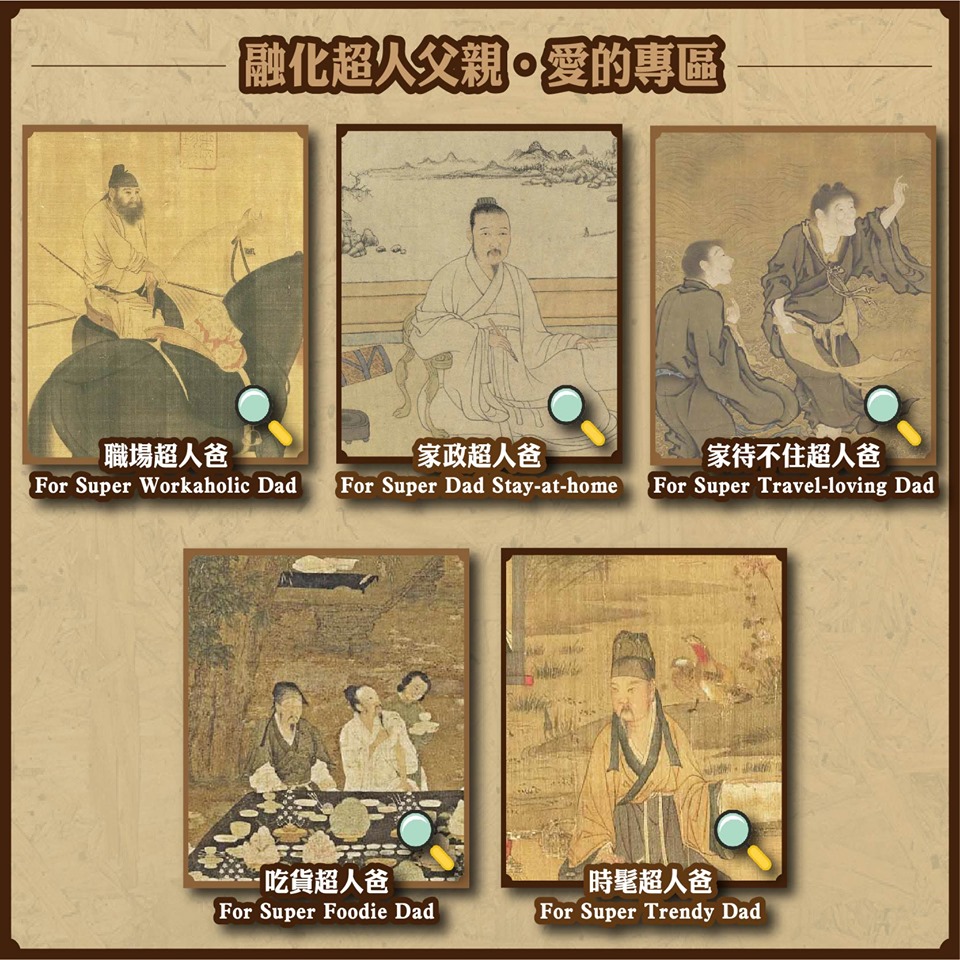 融化超人父親•愛的專區
職場超人爸
For Super Workaholic Dad
家政超人爸
For Super Dad Stay-at-home
家待不住超人爸
For Super Travel-loving Dad
吃貨超人爸
For Super Foodie Dad
時髦超人爸
For Super Trendy Dad